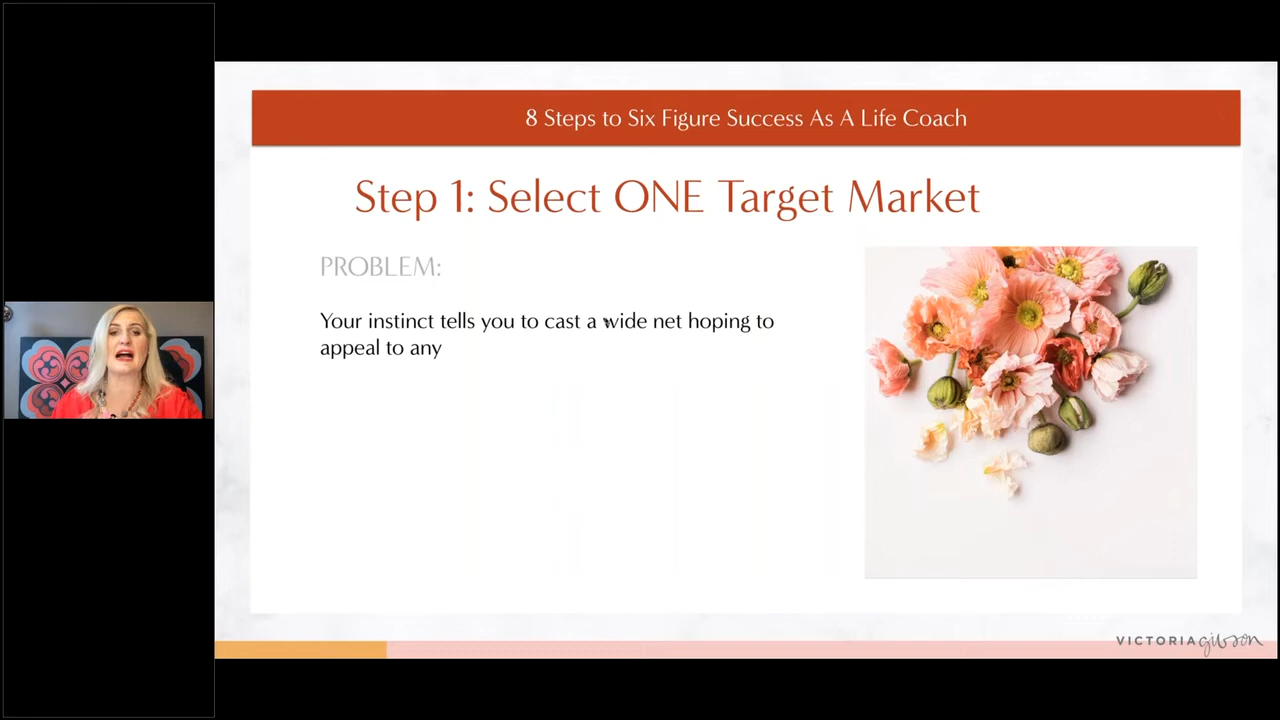 8 Steps to Six Figure Success As A Life Coach
Step 1: Select ONE Target Market
PROBLEM:
Your instinct tells you to cast a wide net hoping to
appeal to any
VICTORIA gibson